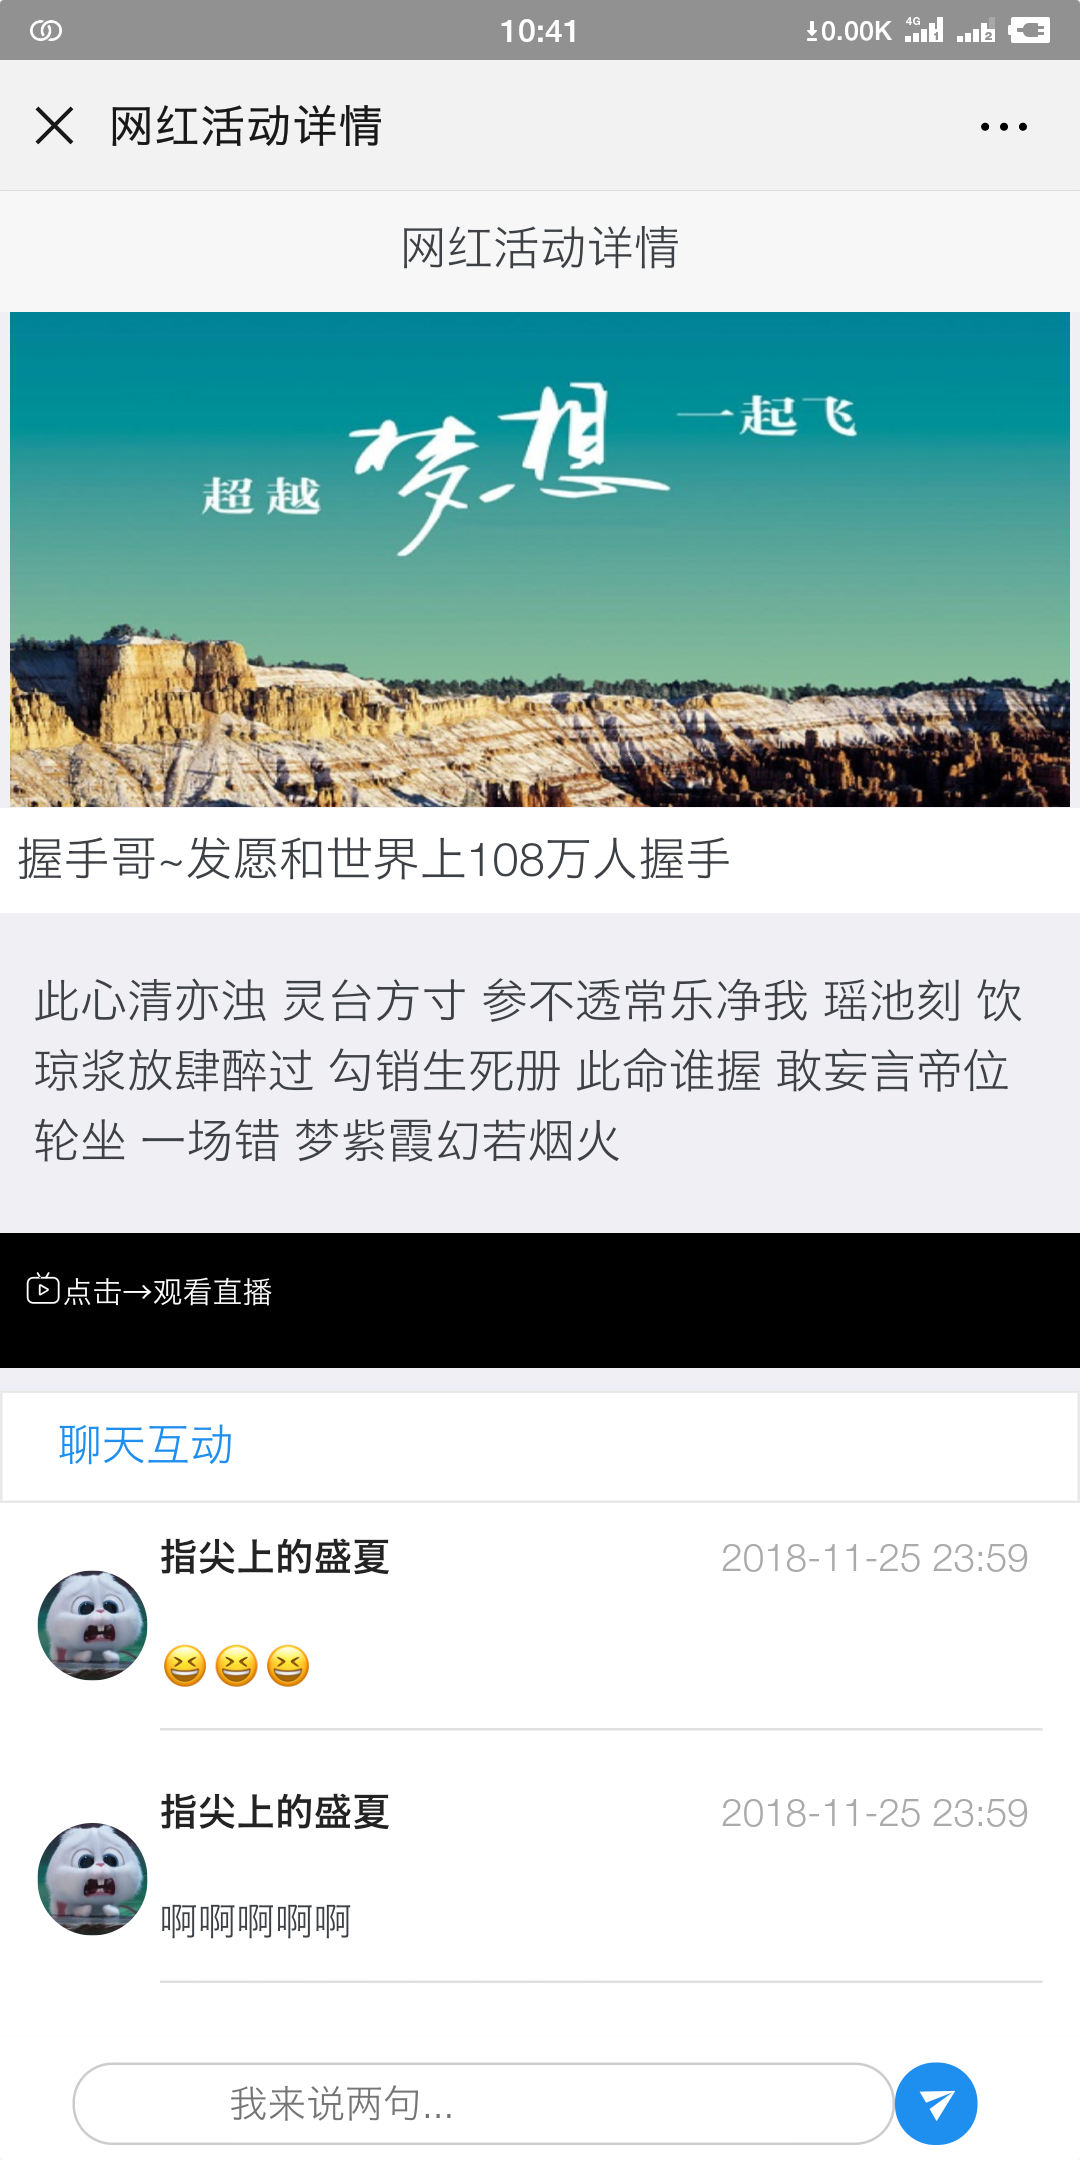 10:41
0.00K 4G 1 2
网红活动详情
网红活动详情
超越梦想一起飞
握手哥~发愿和世界上108万人握手
此心清亦浊 灵台方寸 参不透常乐净我 瑶池刻 饮
琼浆放肆醉过 勾销生死册 此命谁握 敢妄言帝位
轮坐 一场错 梦紫霞幻若烟火
点击→观看直播
聊天互动
指尖上的盛夏 2018-11-25 23:59
😆😆😆
指尖上的盛夏 2018-11-25 23:59
啊啊啊啊啊
我来说两句...